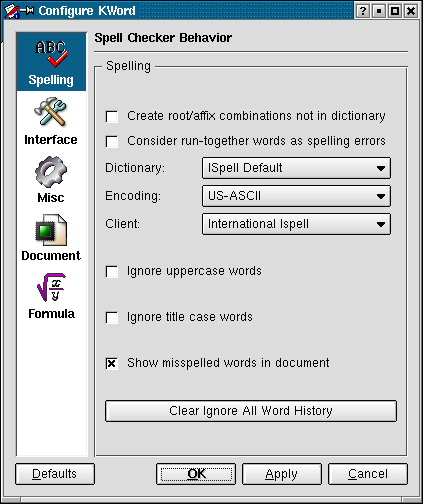 Configure KWord
ABC
Spelling
Interface
Misc
Document
x
y
Formula
Spell Checker Behavior
Spelling
Create root/affix combinations not in dictionary
Consider run-together words as spelling errors
Dictionary: ISpell Default
Encoding: US-ASCII
Client: International Ispell
Ignore uppercase words
Ignore title case words
Show misspelled words in document
Clear Ignore All Word History
Defaults OK Apply Cancel